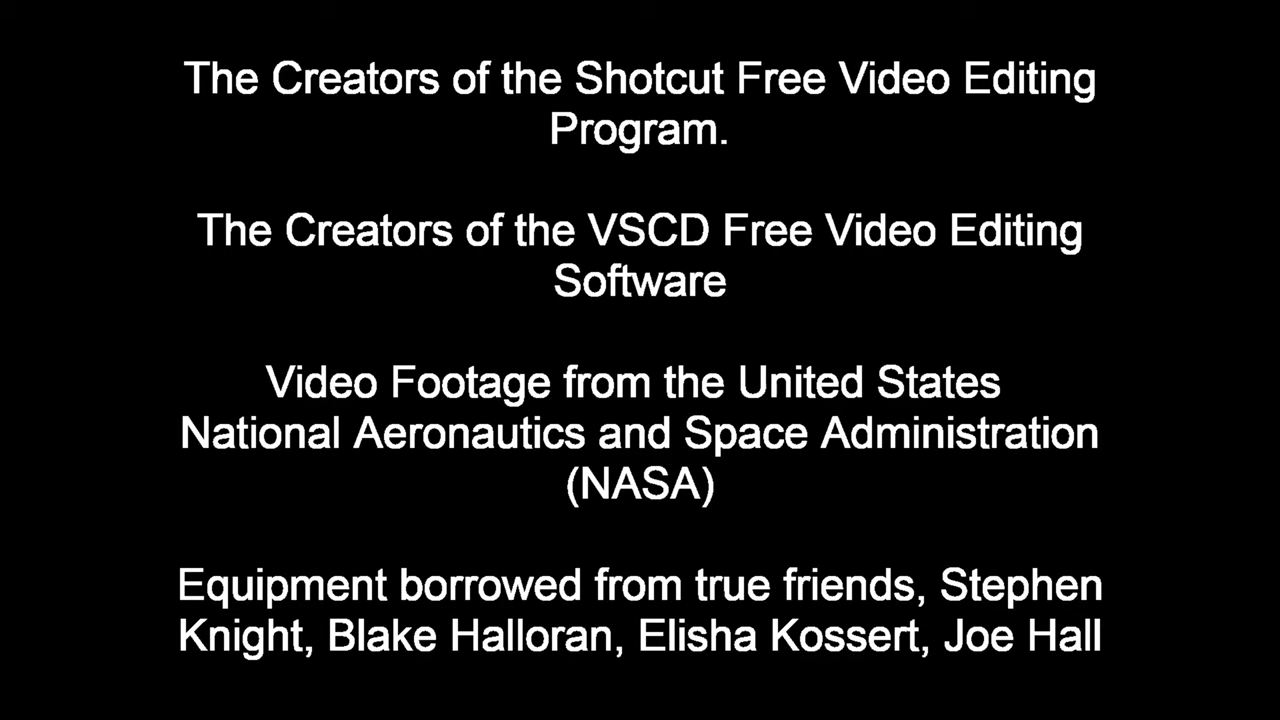 The Creators of the Shotcut Free Video Editing
Program.
The Creators of the VSCD Free Video Editing
Software
Video Footage from the United States
National Aeronautics and Space Administration
(NASA)
Equipment borrowed from true friends, Stephen
Knight, Blake Halloran, Elisha Kossert, Joe Hall